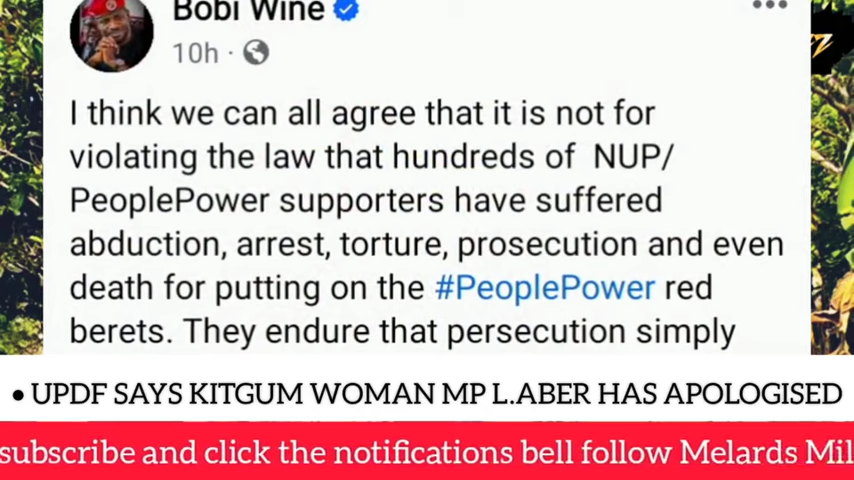 Bobi Wine
10h ·
I think we can all agree that it is not for
violating the law that hundreds of NUP/
PeoplePower supporters have suffered
abduction, arrest, torture, prosecution and even
death for putting on the #PeoplePower red
berets. They endure that persecution simply
• UPDF SAYS KITGUM WOMAN MP L.ABER HAS APOLOGISED
subscribe and click the notifications bell follow Melards Mil